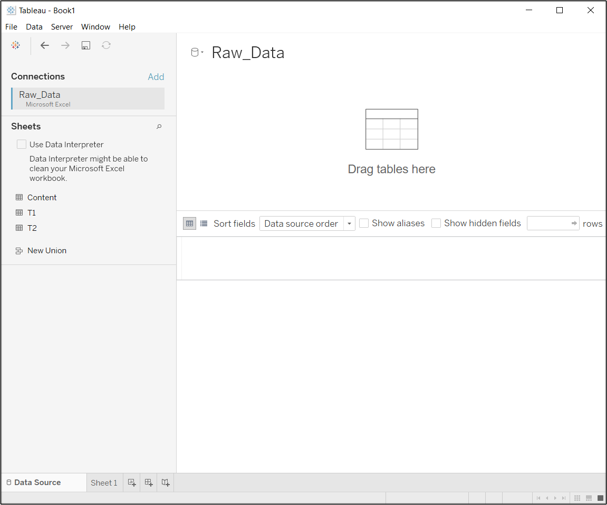 Tableau - Book1
File Data Server Window Help
Connections Add
Raw_Data
Microsoft Excel
Sheets
Use Data Interpreter
Data Interpreter might be able to
clean your Microsoft Excel
workbook.
Content
T1
T2
New Union
Raw_Data
Drag tables here
Sort fields Data source order Show aliases Show hidden fields rows
Data Source Sheet 1